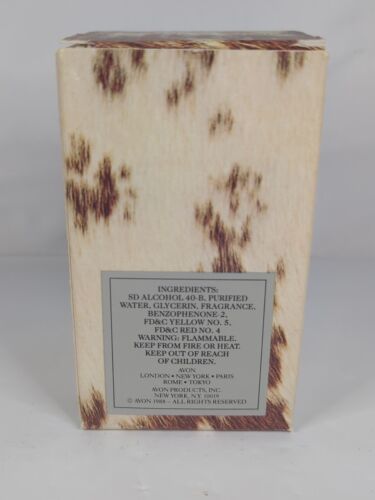 INGREDIENTS:
SD ALCOHOL 40-B, PURIFIED
WATER, GLYCERIN, FRAGRANCE,
BENZOPHENONE-2,
FD&C YELLOW NO. 5,
FD&C RED NO. 4
WARNING: FLAMMABLE.
KEEP FROM FIRE OR HEAT.
KEEP OUT OF REACH
OF CHILDREN.
AVON
LONDON • NEW YORK • PARIS
ROME • TOKYO
AVON PRODUCTS, INC.
NEW YORK, N.Y. 10019
© AVON 1988 - ALL RIGHTS RESERVED